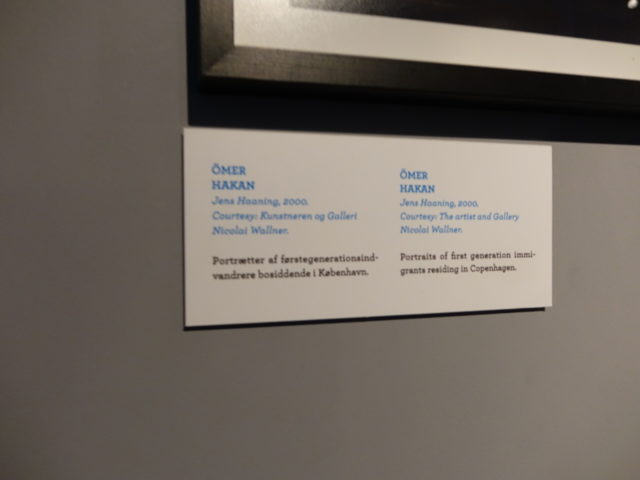 ÖMER
HAKAN
Jens Haaning, 2000.
Courtesy: Kunstneren og Galleri
Nicolai Wallner.
Portrætter af førstegenerationsind-
vandrere bosiddende i København.
ÖMER
HAKAN
Jens Haaning, 2000.
Courtesy: The artist and Gallery
Nicolai Wallner.
Portraits of first generation immi-
grants residing in Copenhagen.